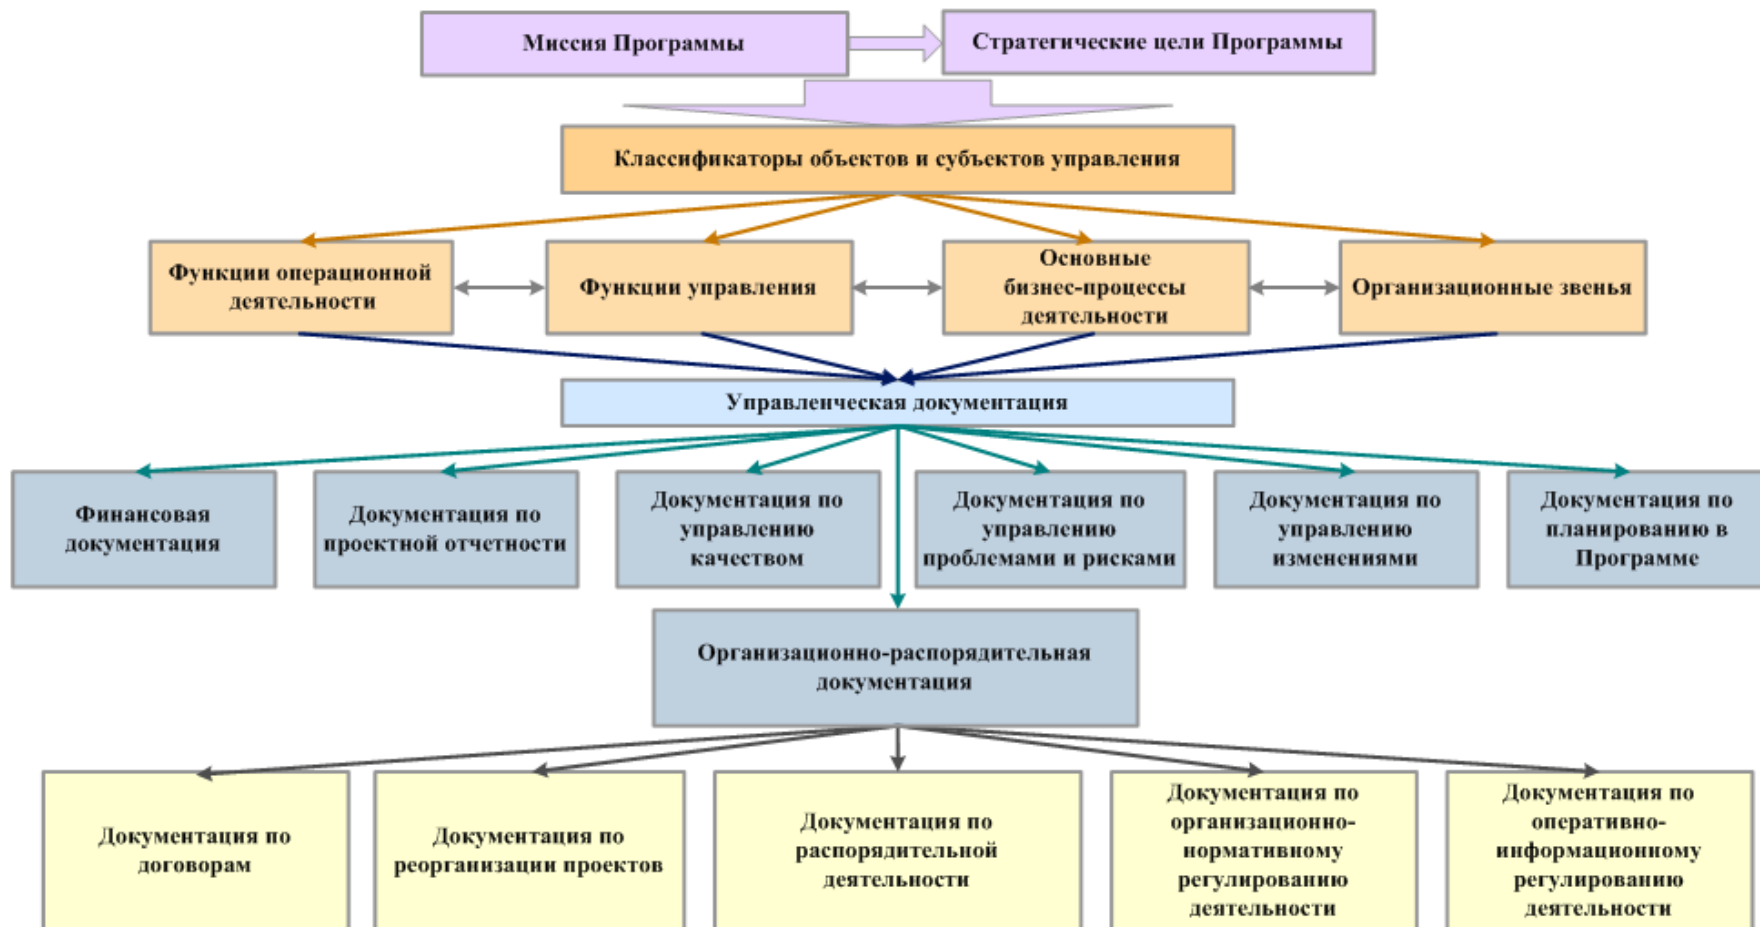 Миссия Программы
Стратегические цели Программы
Классификаторы объектов и субъектов управления
Функции операционной
деятельности
Функции управления
Основные
бизнес-процессы
деятельности
Организационные звенья
Управленческая документация
Финансовая
документация
Документация по
проектной отчетности
Документация по
управлению
качеством
Документация по
управлению
проблемами и рисками
Документация по
управлению
изменениями
Документация по
планированию в
Программе
Организационно-распорядительная
документация
Документация по
договорам
Документация по
реорганизации проектов
Документация по
распорядительной
деятельности
Документация по
организационно-
нормативному
регулированию
деятельности
Документация по
оперативно-
информационному
регулированию
деятельности